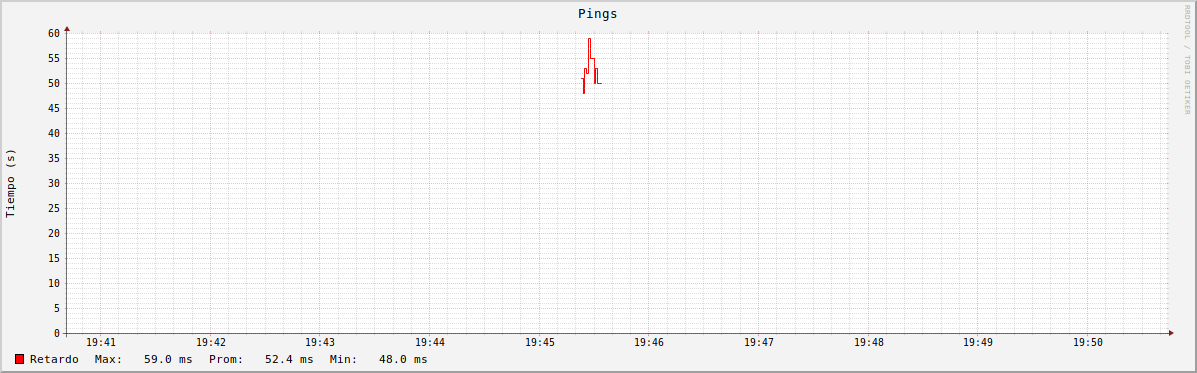 Pings
RRDTOOL / TOBI OETIKER
Tiempo (s)
60
55
50
45
40
35
30
25
20
15
10
5
0
19:41 19:42 19:43 19:44 19:45 19:46 19:47 19:48 19:49 19:50
Retardo Max: 59.0 ms Prom: 52.4 ms Min: 48.0 ms